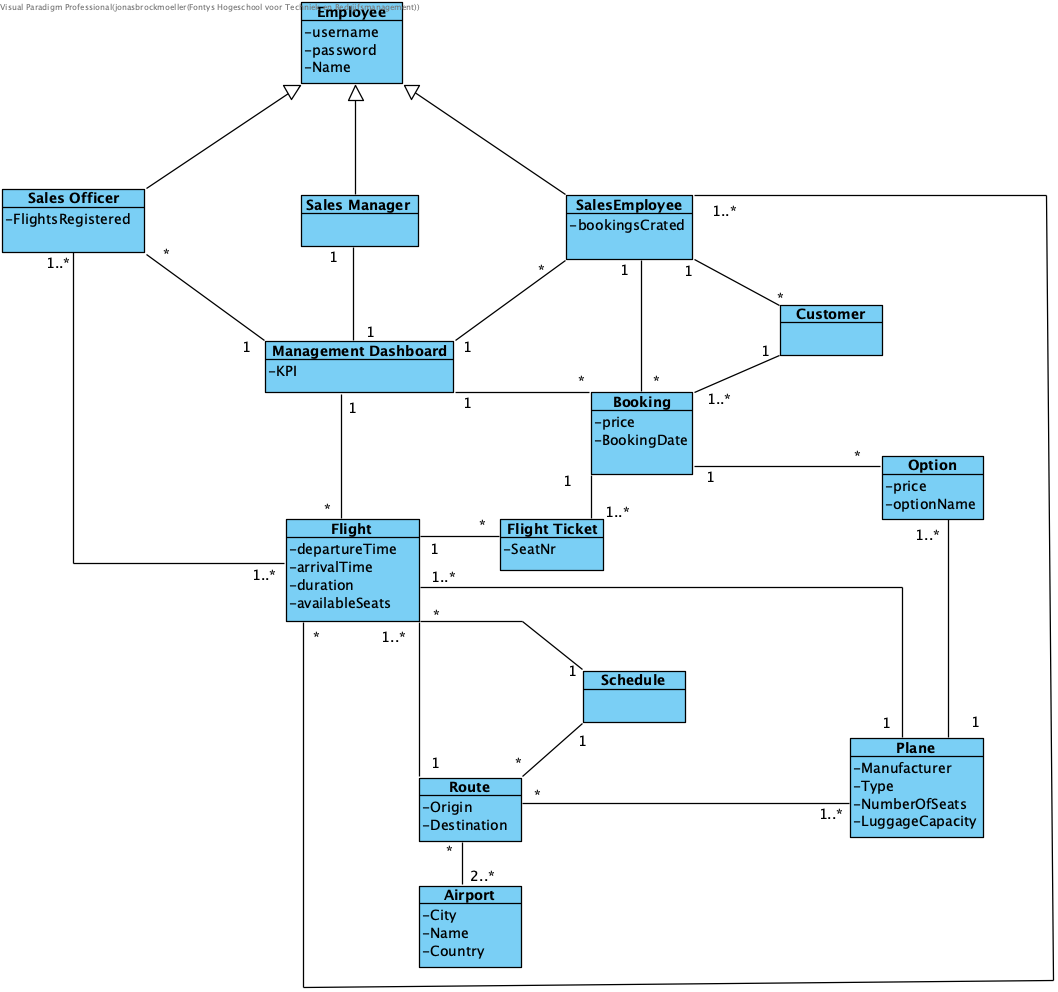 Visual Paradigm Professional(jonasbrockmoeller(Fontys Hogeschool voor Techniek en Bedrijfsmanagement))
Employee
-username
-password
-Name
Sales Officer
-FlightsRegistered
Sales Manager
SalesEmployee
-bookingsCrated
1..*
1..*
*
1
*
1
1
Customer
*
1
1
1
1
Management Dashboard
-KPI
1
*
*
1..*
1
1
Booking
-price
-BookingDate
1
*
Option
-price
-optionName
1
1..*
1..*
*
Flight
-departureTime
-arrivalTime
-duration
-availableSeats
*
1
Flight Ticket
-SeatNr
1..*
1..*
*
*
1..*
1
Schedule
1
1
1
1
*
Route
-Origin
-Destination
*
1..*
Plane
-Manufacturer
-Type
-NumberOfSeats
-LuggageCapacity
*
2..*
Airport
-City
-Name
-Country